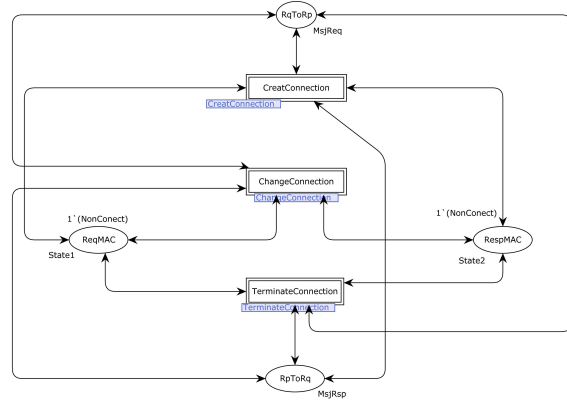 RqToRp
MsjReq
CreatConnection
CreatConnection
ChangeConnection
ChangeConnection
1`(NonConect)
1`(NonConect)
ReqMAC
RespMAC
State1
State2
TerminateConnection
TerminateConnection
RpToRq
MsjRsp